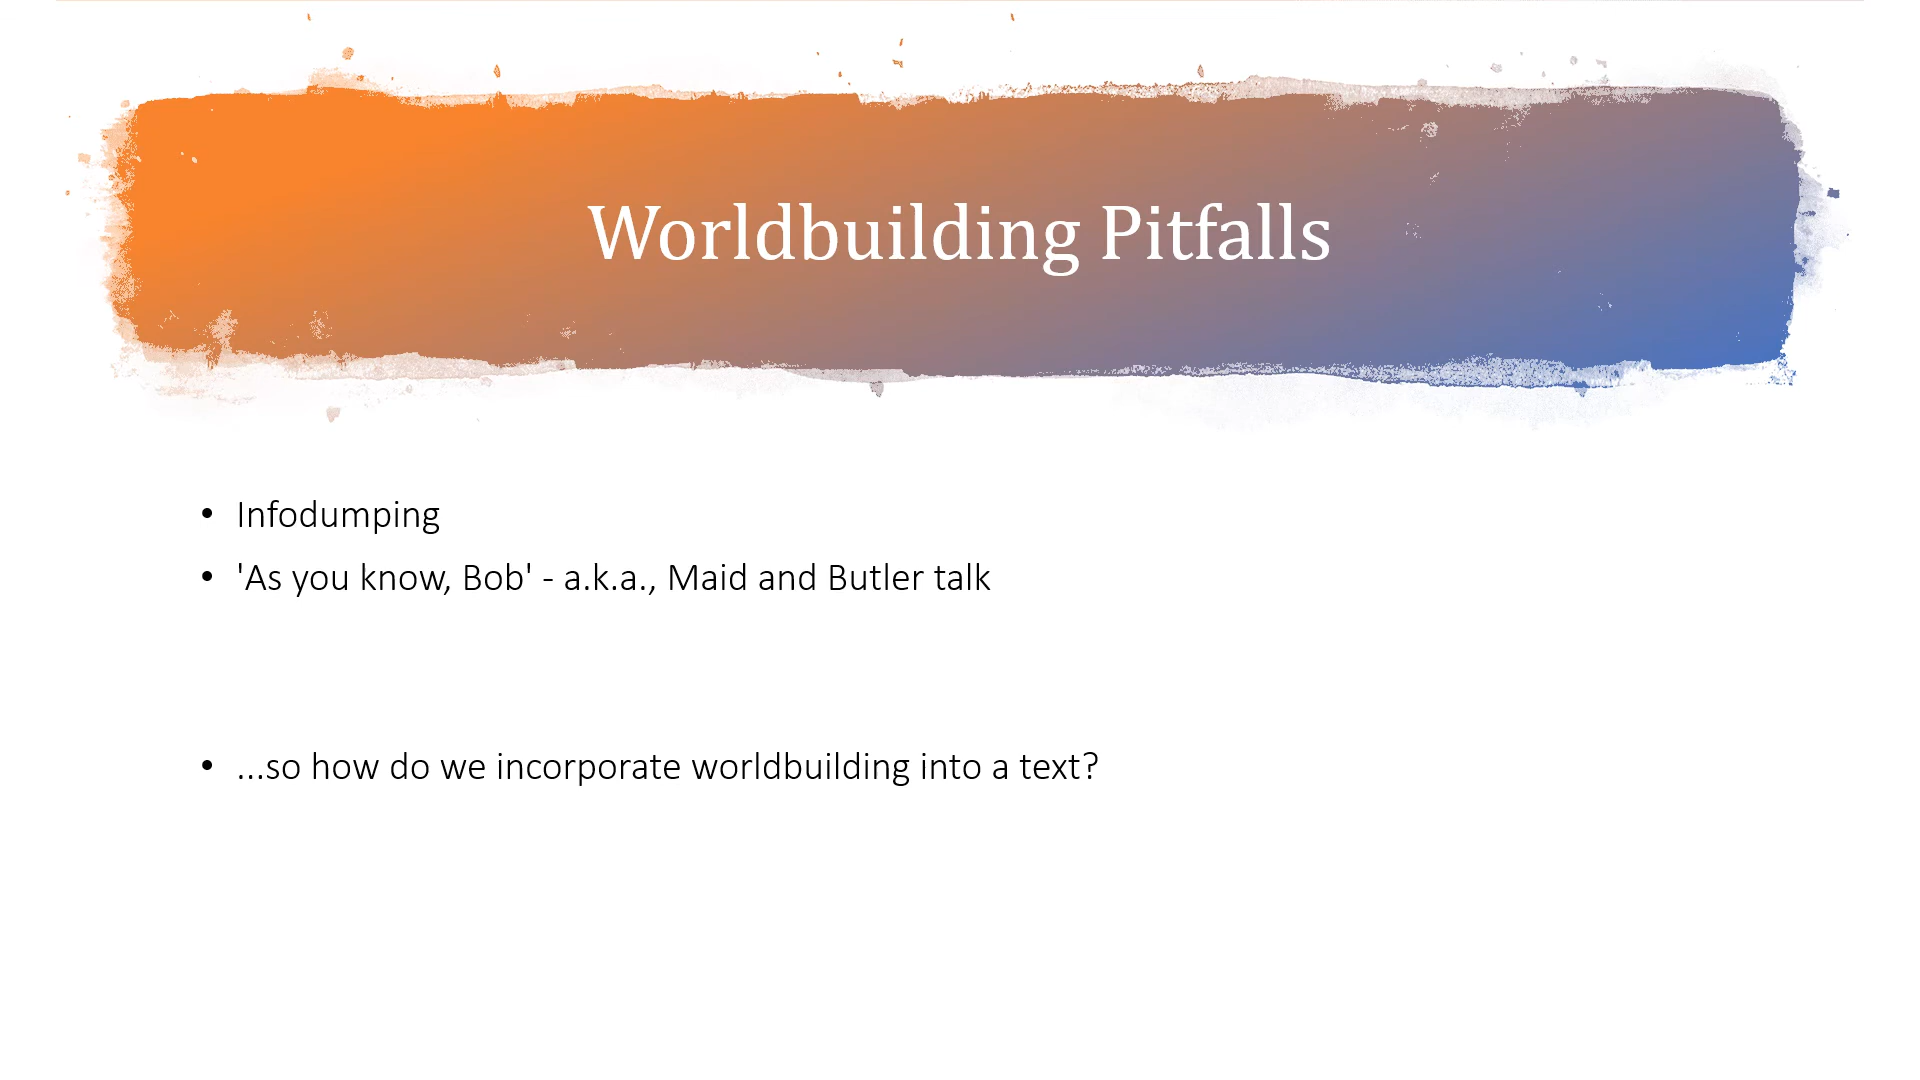 Worldbuilding Pitfalls
• Infodumping
• 'As you know, Bob' - a.k.a., Maid and Butler talk
• ...so how do we incorporate worldbuilding into a text?